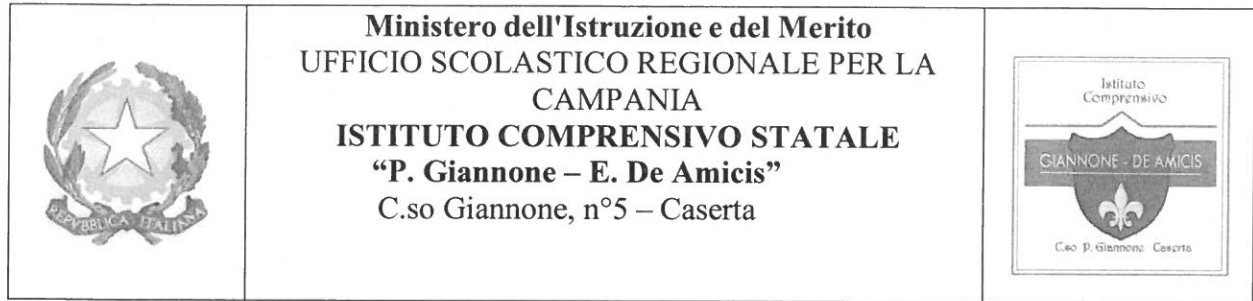 REPVBBLICA ITALIANA
Ministero dell'Istruzione e del Merito
UFFICIO SCOLASTICO REGIONALE PER LA
CAMPANIA
ISTITUTO COMPRENSIVO STATALE
“P. Giannone – E. De Amicis”
C.so Giannone, n°5 – Caserta
Istituto
Comprensivo
GIANNONE - DE AMICIS
C.so P. Giannone Caserta